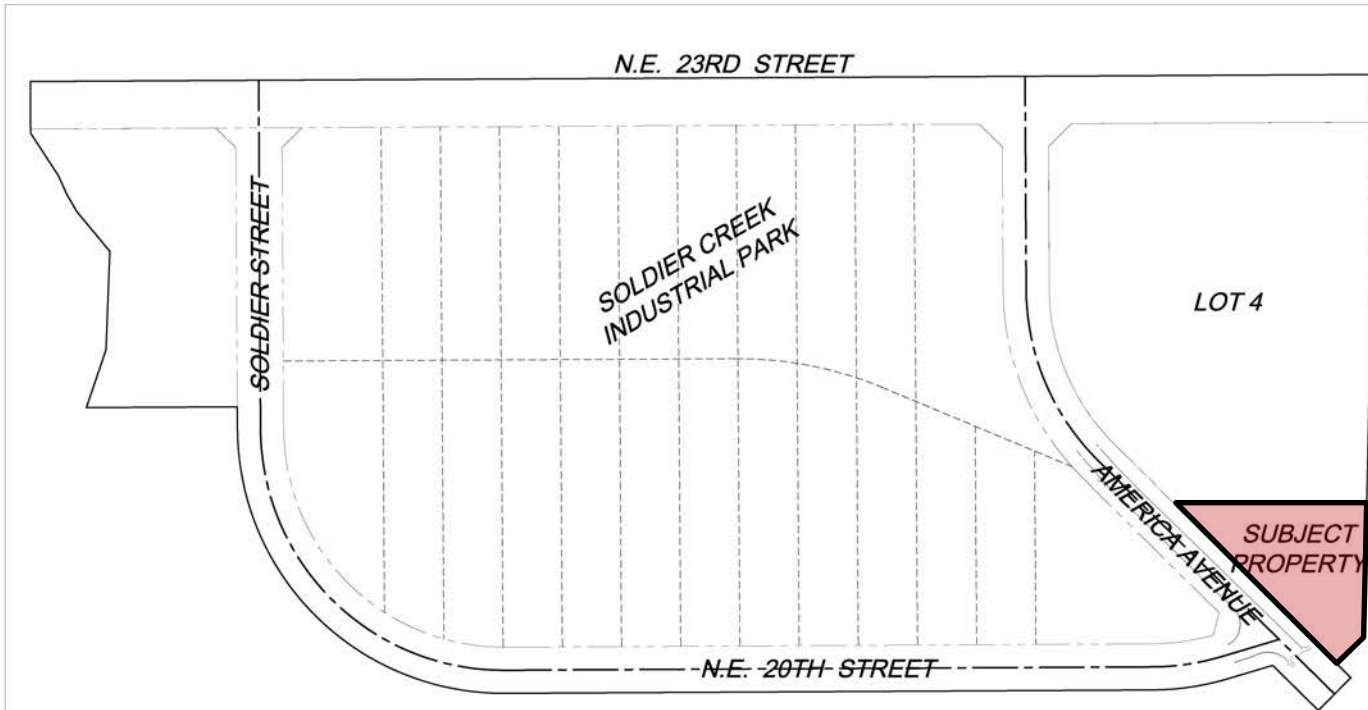 N.E. 23RD STREET
SOLDIER STREET
SOLDIER CREEK
INDUSTRIAL PARK
LOT 4
AMERICA AVENUE
SUBJECT
PROPERTY
N.E. 20TH STREET